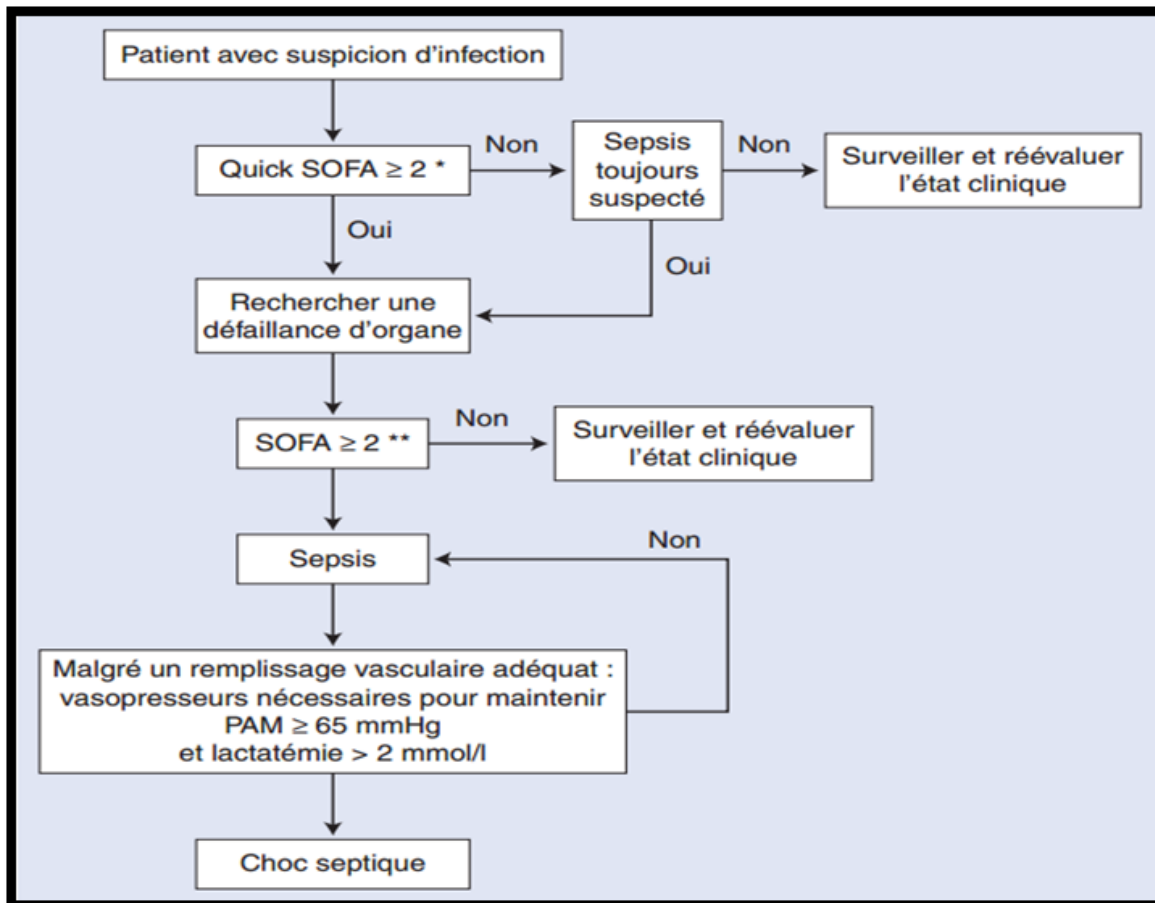 Patient avec suspicion d'infection
Quick SOFA ≥ 2 *
Non
Sepsis
toujours
suspecté
Non
Surveiller et réévaluer
l'état clinique
Oui
Oui
Rechercher une
défaillance d'organe
SOFA ≥ 2 **
Non
Surveiller et réévaluer
l'état clinique
Sepsis
Non
Malgré un remplissage vasculaire adéquat :
vasopresseurs nécessaires pour maintenir
PAM ≥ 65 mmHg
et lactatémie > 2 mmol/l
Choc septique